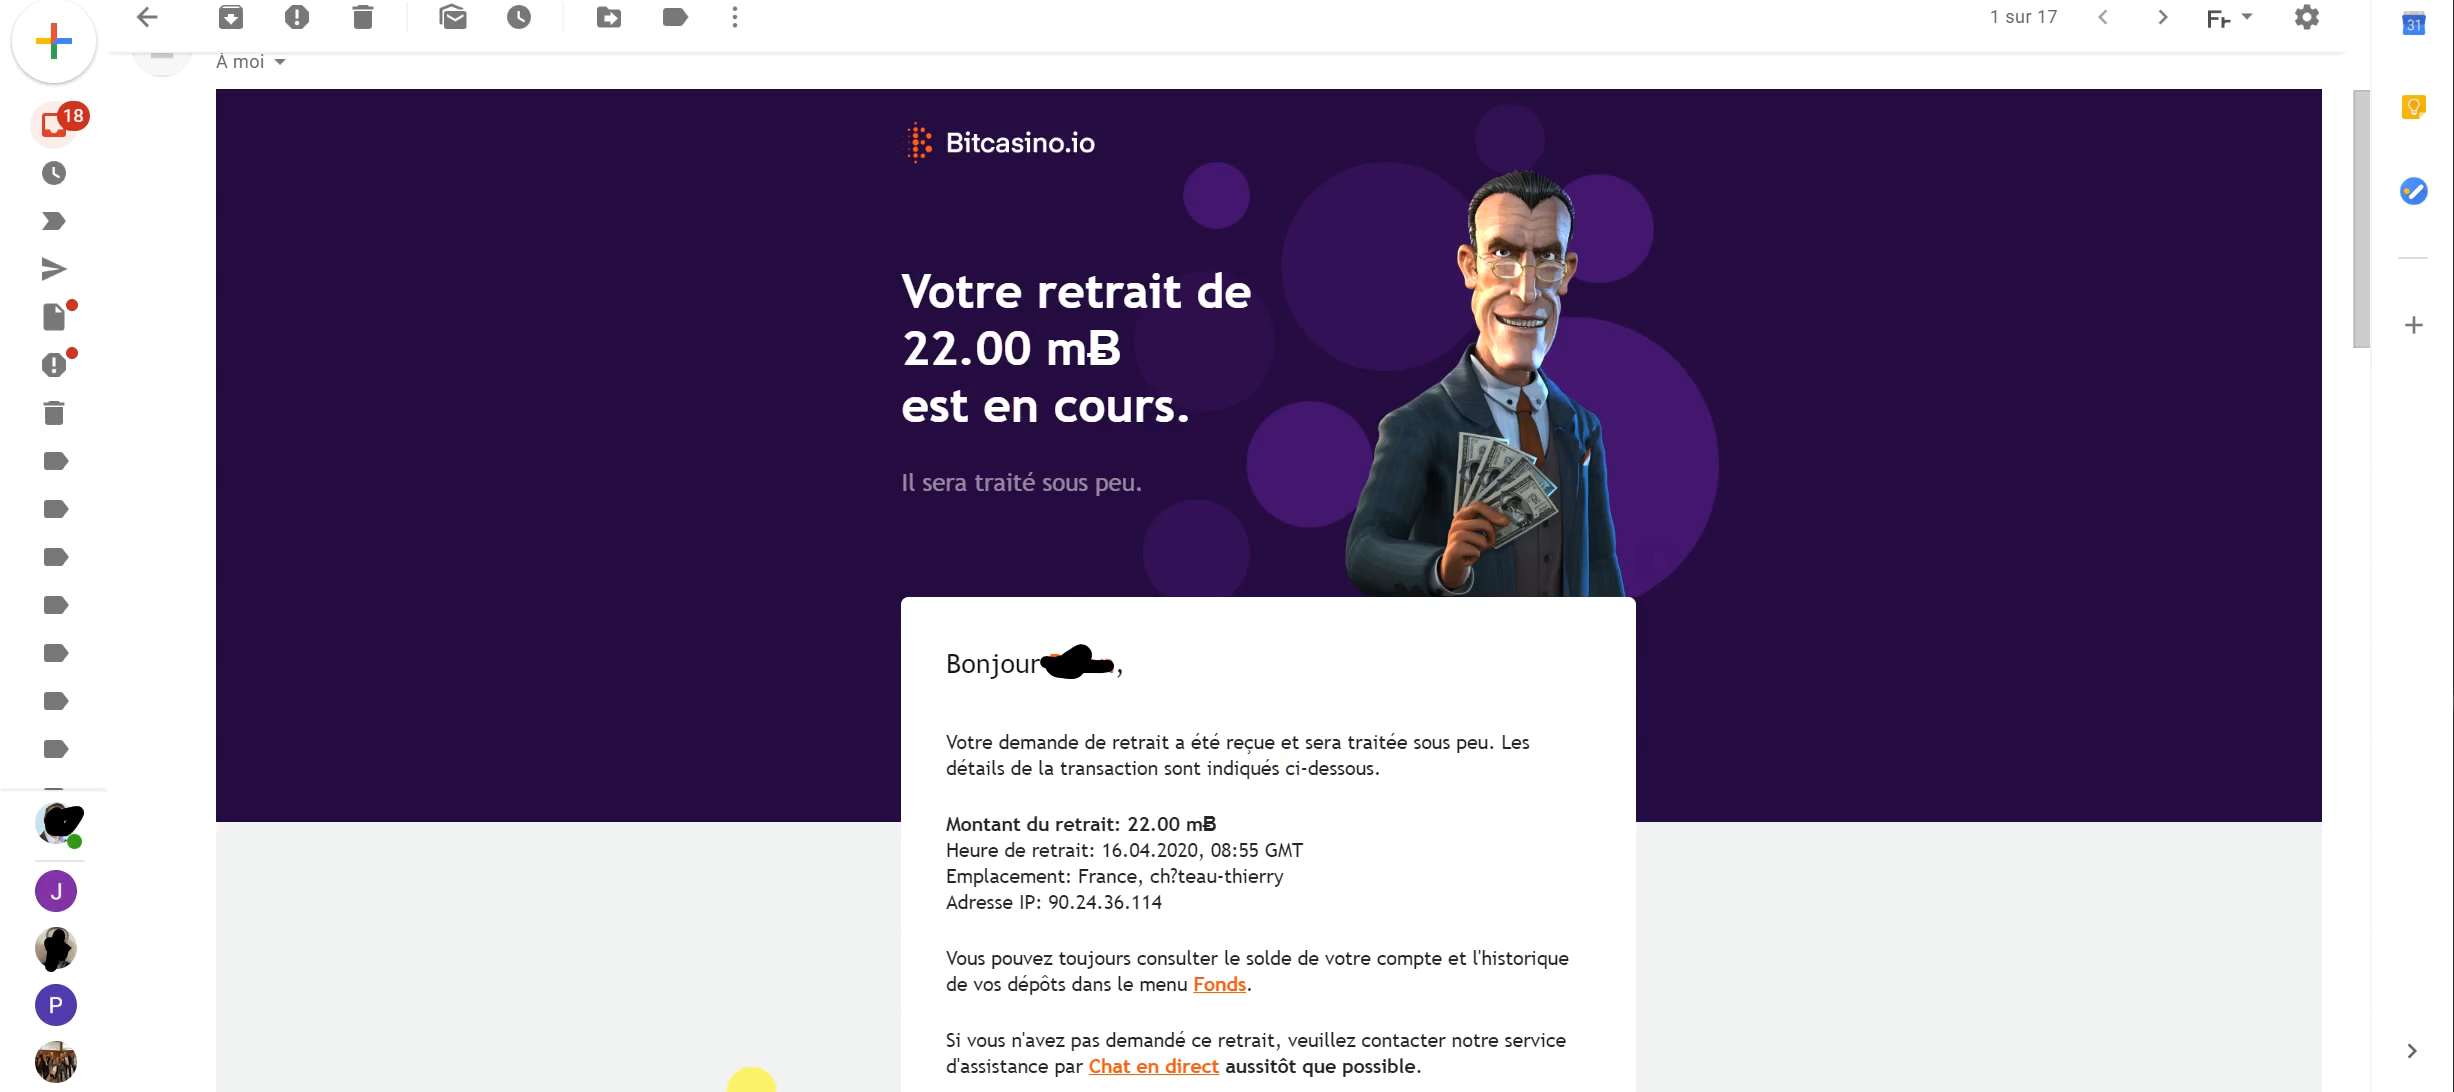 1 sur 17
À moi
18
31
Bitcasino.io
Votre retrait de
22.00 mɃ
est en cours.
Il sera traité sous peu.
Bonjour ,
Votre demande de retrait a été reçue et sera traitée sous peu. Les
détails de la transaction sont indiqués ci-dessous.
Montant du retrait: 22.00 mɃ
Heure de retrait: 16.04.2020, 08:55 GMT
Emplacement: France, ch?teau-thierry
Adresse IP: 90.24.36.114
Vous pouvez toujours consulter le solde de votre compte et l'historique
de vos dépôts dans le menu Fonds.
Si vous n'avez pas demandé ce retrait, veuillez contacter notre service
d'assistance par Chat en direct aussitôt que possible.
J
P